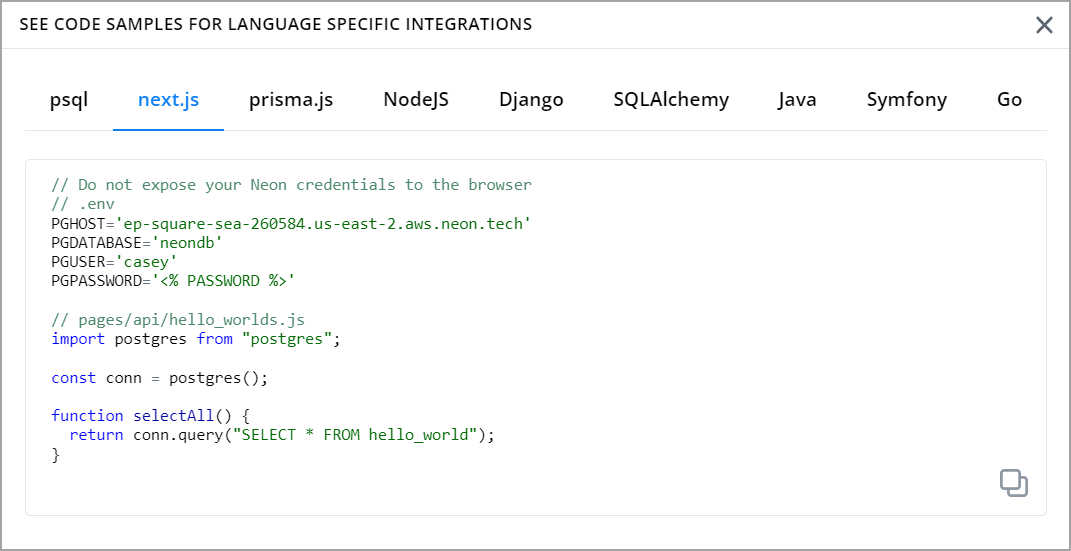 SEE CODE SAMPLES FOR LANGUAGE SPECIFIC INTEGRATIONS
psql next.js prisma.js NodeJS Django SQLAlchemy Java Symfony Go
// Do not expose your Neon credentials to the browser
// .env
PGHOST='ep-square-sea-260584.us-east-2.aws.neon.tech'
PGDATABASE='neondb'
PGUSER='casey'
PGPASSWORD='<% PASSWORD %>'
// pages/api/hello_worlds.js
import postgres from "postgres";
const conn = postgres();
function selectAll() {
  return conn.query("SELECT * FROM hello_world");
}